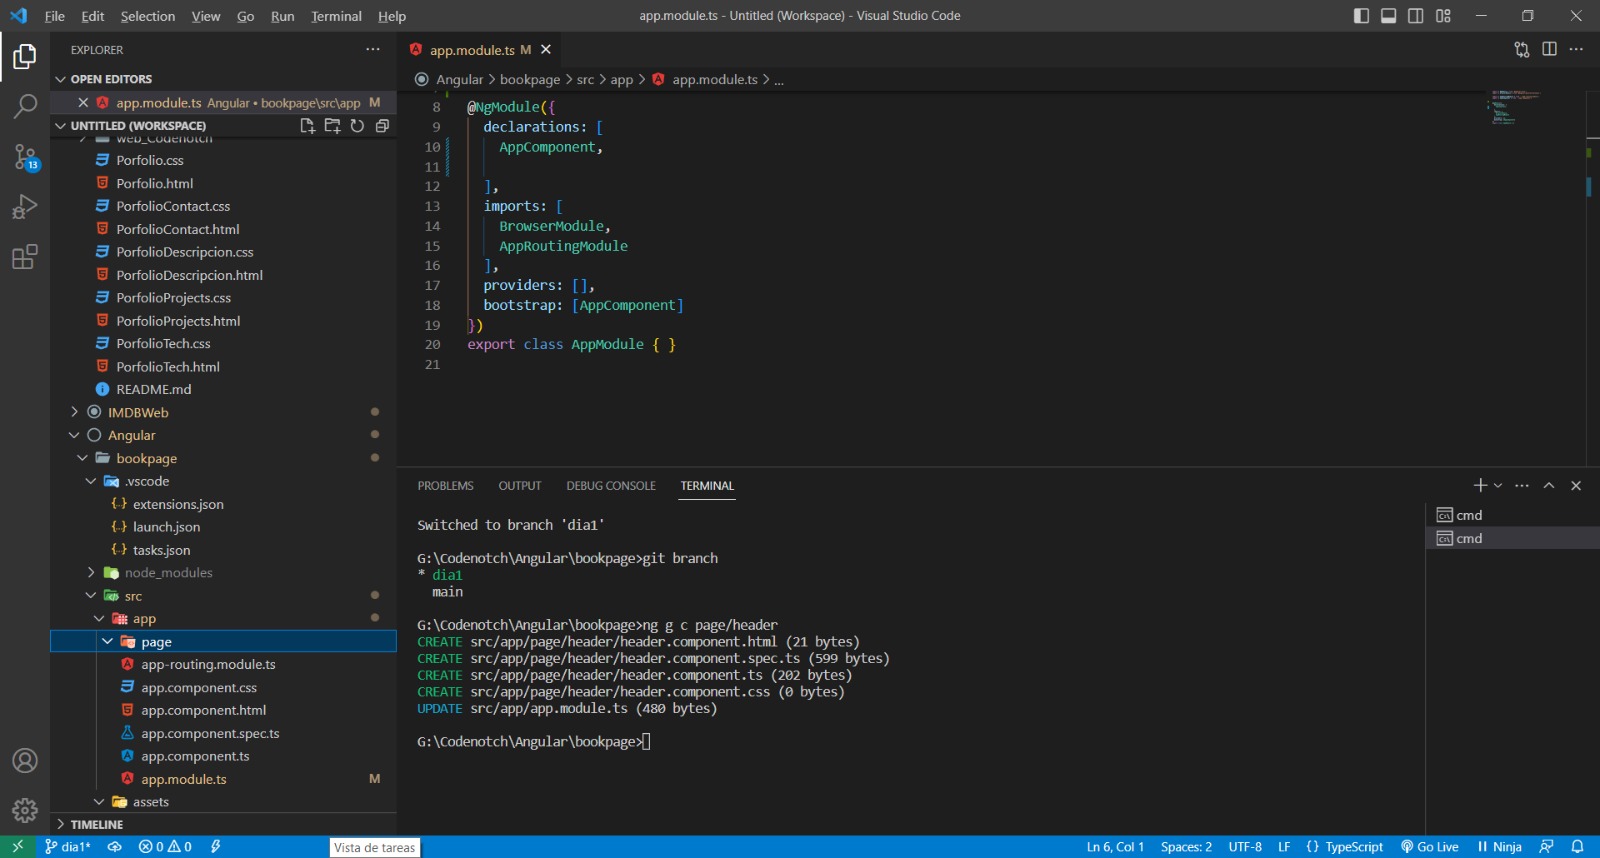 File Edit Selection View Go Run Terminal Help
app.module.ts - Untitled (Workspace) - Visual Studio Code
EXPLORER
OPEN EDITORS
app.module.ts Angular • bookpage\src\app M
UNTITLED (WORKSPACE)
web_Codenotch
Porfolio.css
Porfolio.html
PorfolioContact.css
PorfolioContact.html
PorfolioDescripcion.css
PorfolioDescripcion.html
PorfolioProjects.css
PorfolioProjects.html
PorfolioTech.css
PorfolioTech.html
README.md
IMDBWeb
Angular
bookpage
.vscode
extensions.json
launch.json
tasks.json
node_modules
src
app
page
app-routing.module.ts
app.component.css
app.component.html
app.component.spec.ts
app.component.ts
app.module.ts M
assets
TIMELINE
app.module.ts M
Angular > bookpage > src > app > app.module.ts > ...
8 @NgModule({
9 declarations: [
10 AppComponent,
11
12 ],
13 imports: [
14 BrowserModule,
15 AppRoutingModule
16 ],
17 providers: [],
18 bootstrap: [AppComponent]
19 })
20 export class AppModule { }
21
PROBLEMS OUTPUT DEBUG CONSOLE TERMINAL
Switched to branch 'dia1'
G:\Codenotch\Angular\bookpage>git branch
* dia1
main
G:\Codenotch\Angular\bookpage>ng g c page/header
CREATE src/app/page/header/header.component.html (21 bytes)
CREATE src/app/page/header/header.component.spec.ts (599 bytes)
CREATE src/app/page/header/header.component.ts (202 bytes)
CREATE src/app/page/header/header.component.css (0 bytes)
UPDATE src/app/app.module.ts (480 bytes)
G:\Codenotch\Angular\bookpage>
cmd
cmd
13
dia1* 0 0
Vista de tareas
Ln 6, Col 1 Spaces: 2 UTF-8 LF {} TypeScript Go Live Ninja